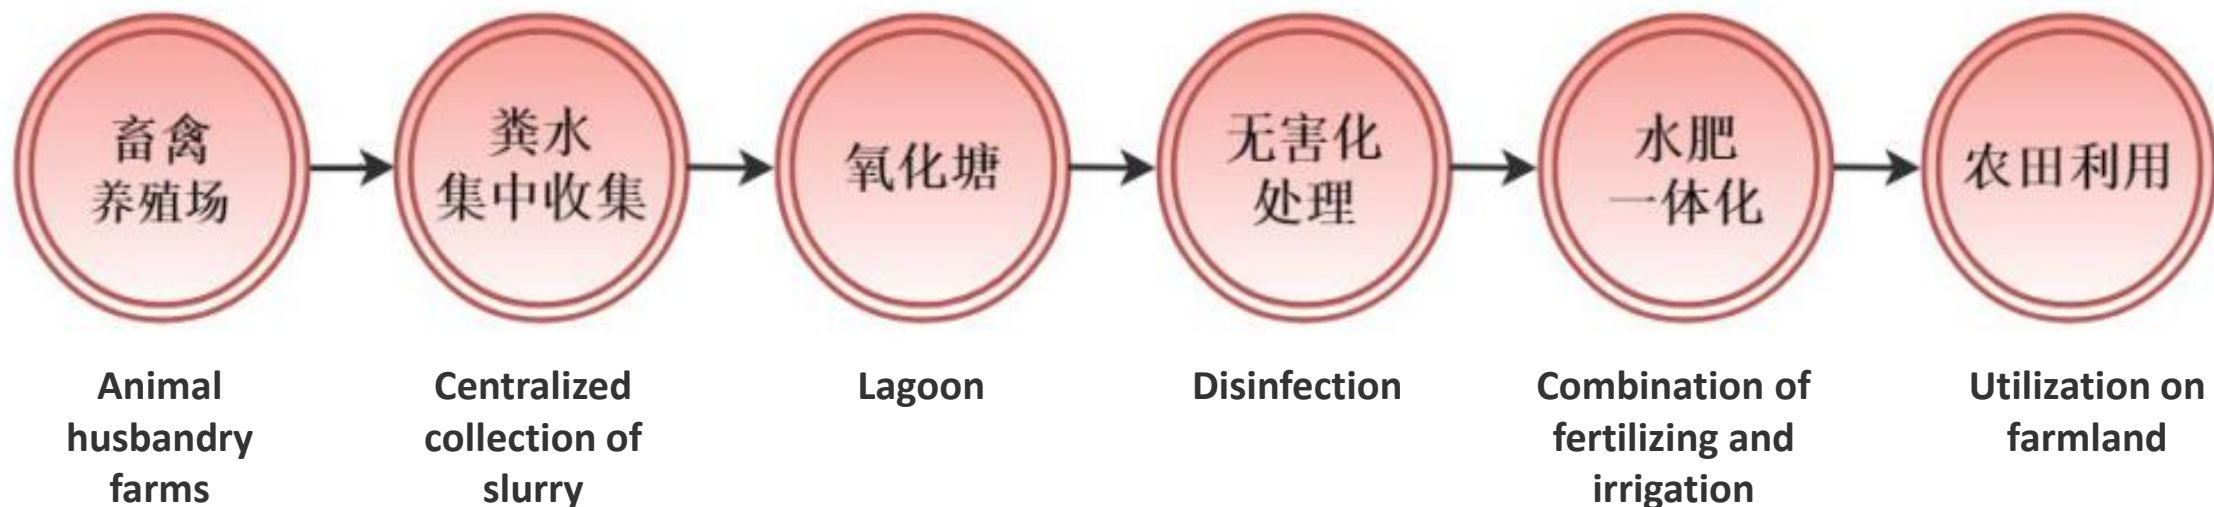 畜禽
养殖场
粪水
集中收集
氧化塘
无害化
处理
水肥
一体化
农田利用
Animal
husbandry
farms
Centralized
collection of
slurry
Lagoon
Disinfection
Combination of
fertilizing and
irrigation
Utilization on
farmland